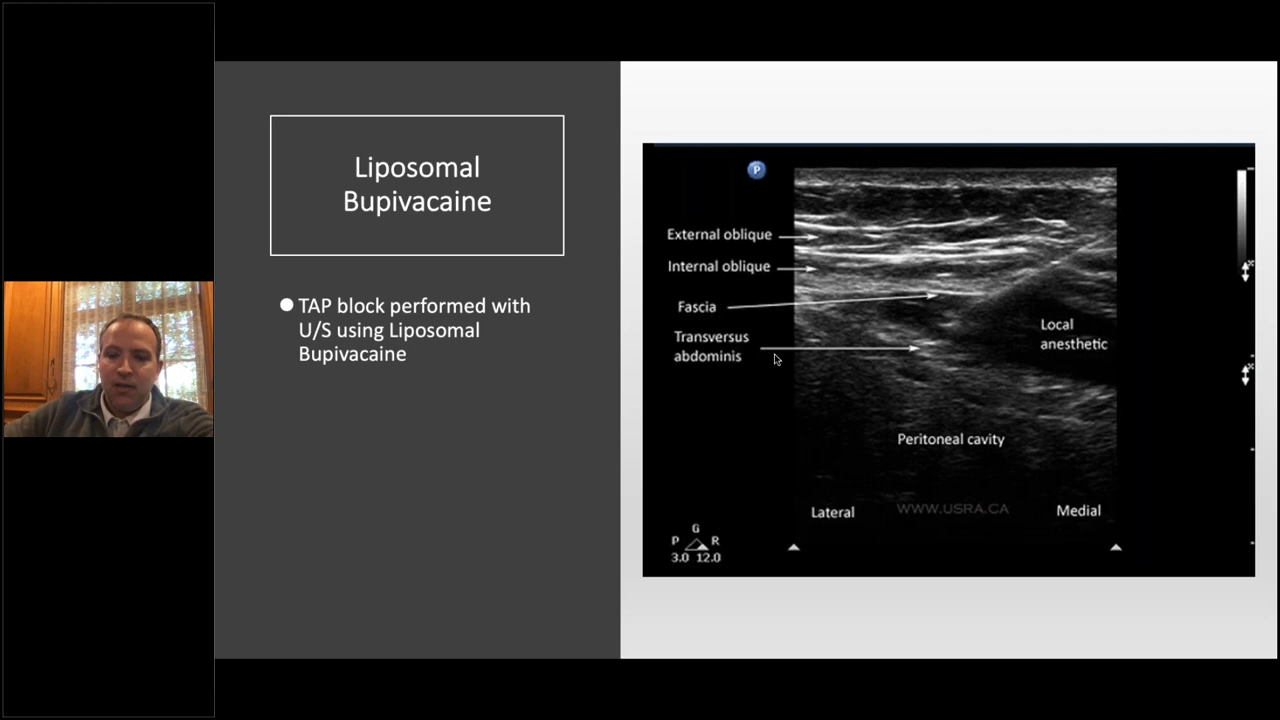 Liposomal
Bupivacaine
TAP block performed with
U/S using Liposomal
Bupivacaine
P
External oblique
Internal oblique
Fascia
Transversus
abdominis
Local
anesthetic
Peritoneal cavity
Lateral
WWW.USRA.CA
Medial
G
P R
3.0 12.0